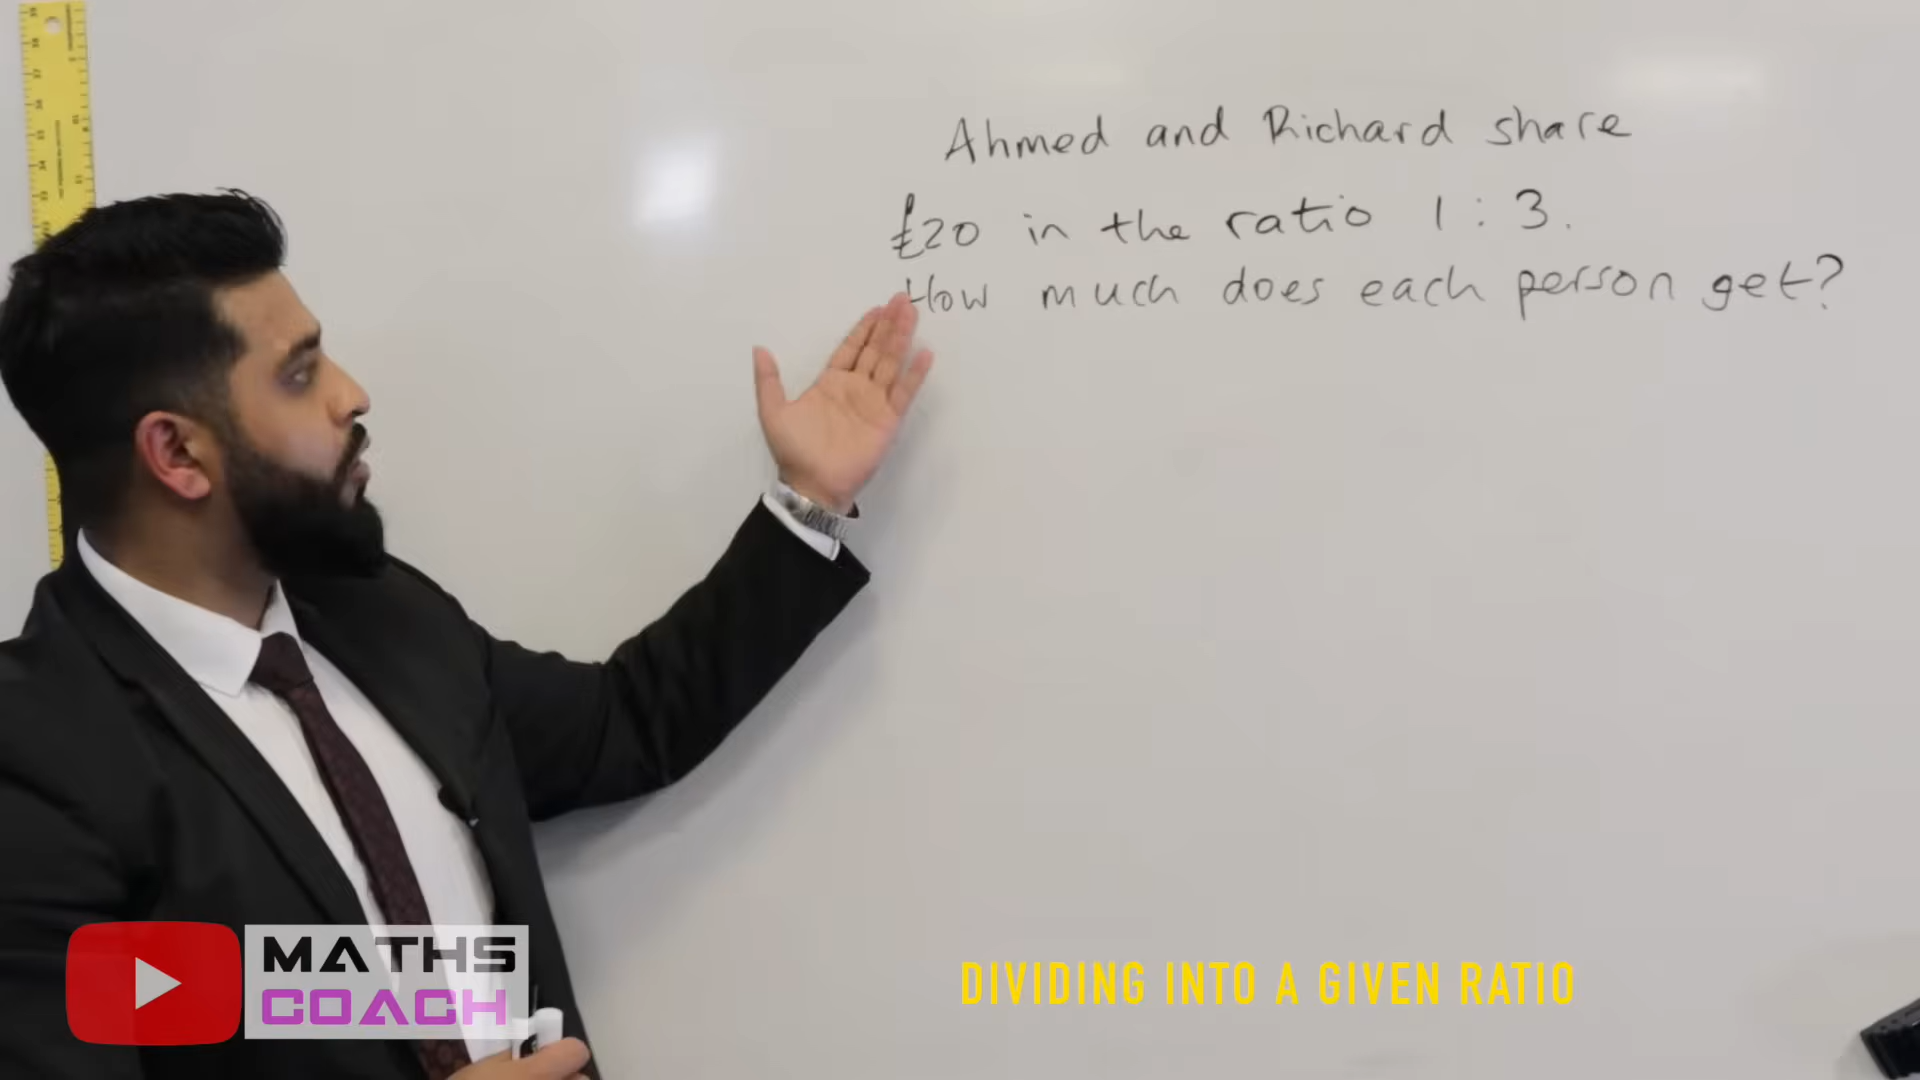 Ahmed and Richard share
£20 in the ratio 1 : 3.
How much does each person get?
MATHS
COACH
DIVIDING INTO A GIVEN RATIO